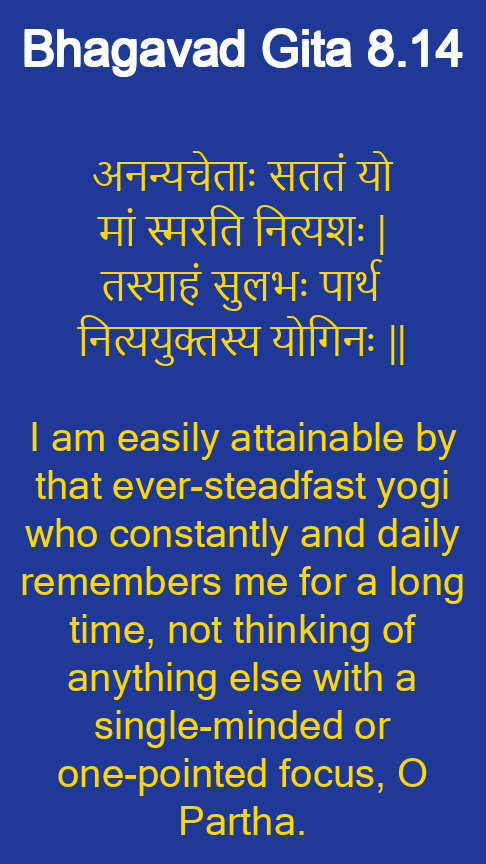 Bhagavad Gita 8.14
अनन्यचेताः सततं यो
मां स्मरति नित्यशः |
तस्याहं सुलभः पार्थ
नित्ययुक्तस्य योगिनः ||
I am easily attainable by
that ever-steadfast yogi
who constantly and daily
remembers me for a long
time, not thinking of
anything else with a
single-minded or
one-pointed focus, O
Partha.